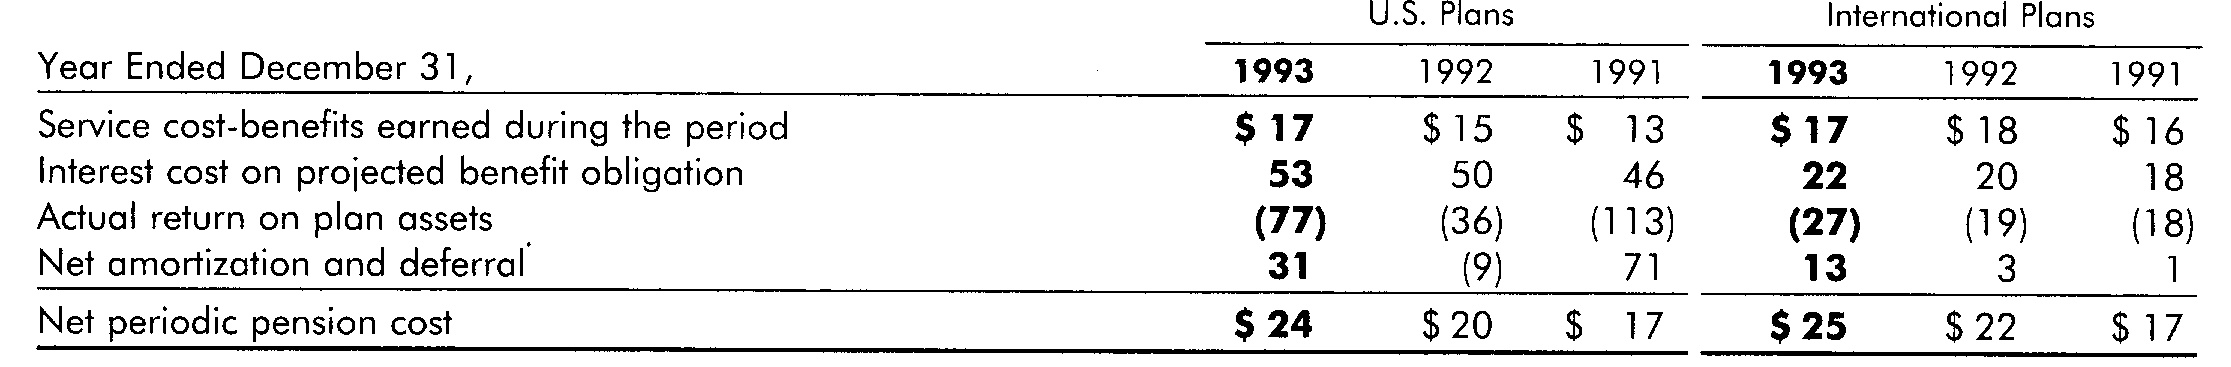 U.S. Plans International Plans
Year Ended December 31, 1993 1992 1991 1993 1992 1991
Service cost-benefits earned during the period $ 17 $ 15 $ 13 $ 17 $ 18 $ 16
Interest cost on projected benefit obligation 53 50 46 22 20 18
Actual return on plan assets (77) (36) (113) (27) (19) (18)
Net amortization and deferral 31 (9) 71 13 3 1
Net periodic pension cost $ 24 $ 20 $ 17 $ 25 $ 22 $ 17